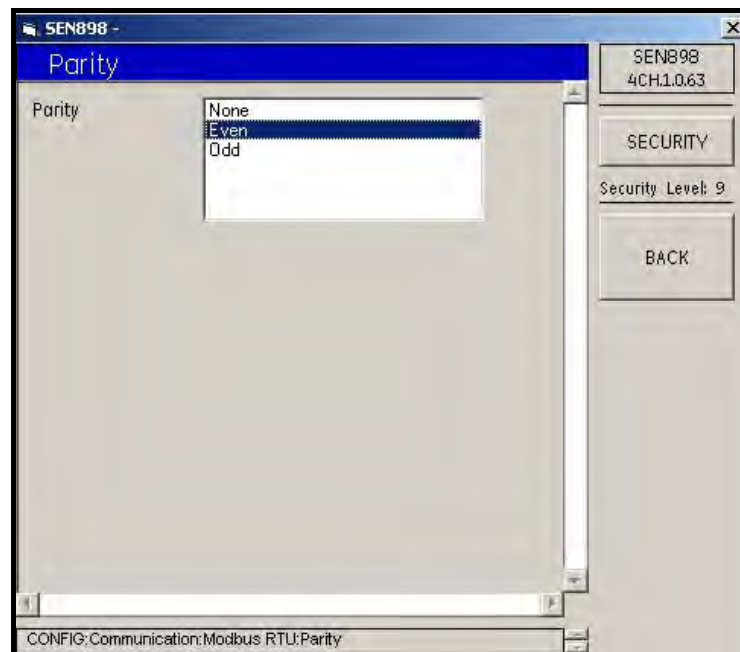 SEN898 -
Parity
SEN898
4CH.1.0.63
Parity
None
Even
Odd
SECURITY
Security Level: 9
BACK
CONFIG:Communication:Modbus RTU:Parity